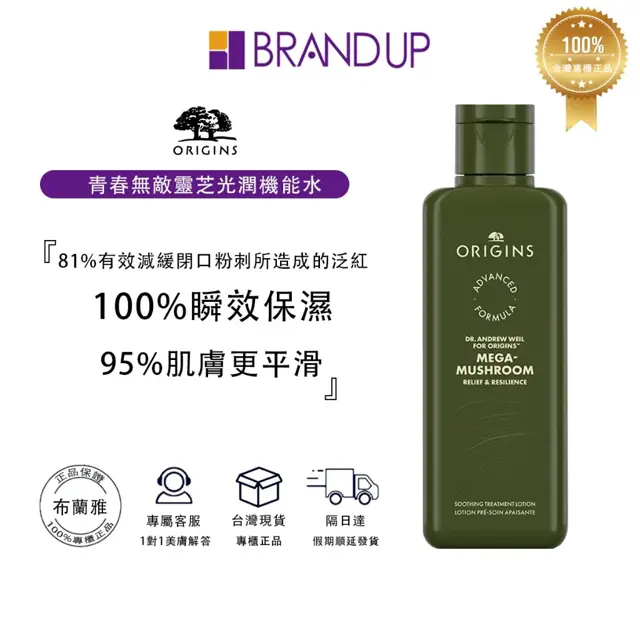 BRAND UP
100%
台灣專櫃正品
ORIGINS
青春無敵靈芝光潤機能水
『81%有效減緩閉口粉刺所造成的泛紅
100%瞬效保濕
95%肌膚更平滑』
ORIGINS
ADVANCED
FORMULA
DR. ANDREW WEIL
FOR ORIGINS™
MEGA-
MUSHROOM
RELIEF & RESILIENCE
SOOTHING TREATMENT LOTION
LOTION PRÉ-SOIN APAISANTE
正品保證
布蘭雅
100%專櫃正品
專屬客服
1對1美膚解答
台灣現貨
專櫃正品
隔日達
假期順延發貨